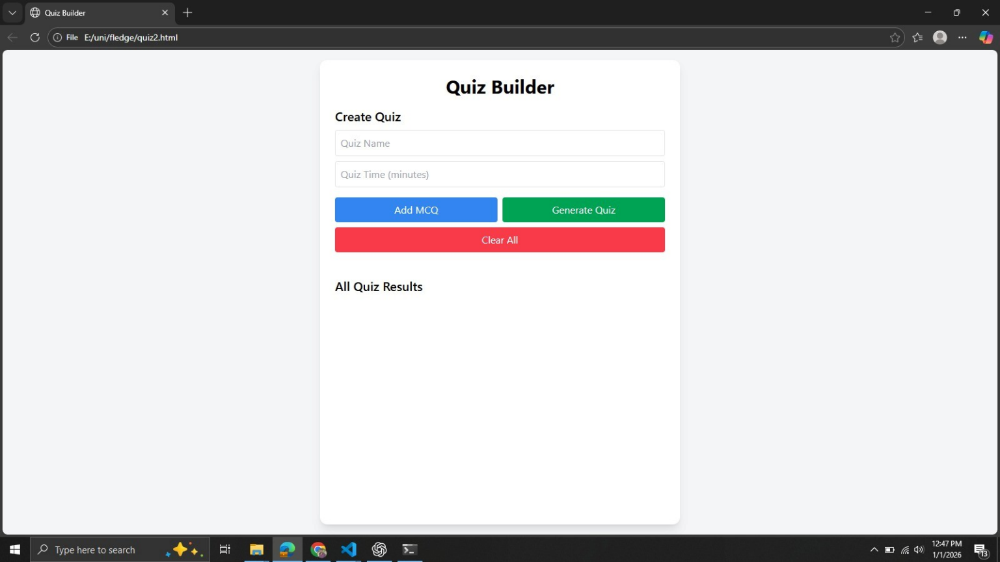 Quiz Builder
File E:/uni/fledge/quiz2.html
Quiz Builder
Create Quiz
Quiz Name
Quiz Time (minutes)
Add MCQ Generate Quiz
Clear All
All Quiz Results
Type here to search
12:47 PM
1/1/2026
13